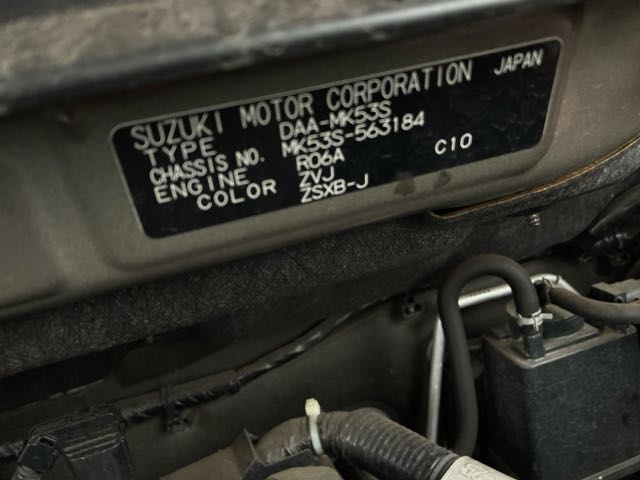 SUZUKI MOTOR CORPORATION JAPAN
TYPE DAA-MK53S
CHASSIS NO. MK53S-563184
ENGINE R06A C10
COLOR ZVJ
ZSXB-J